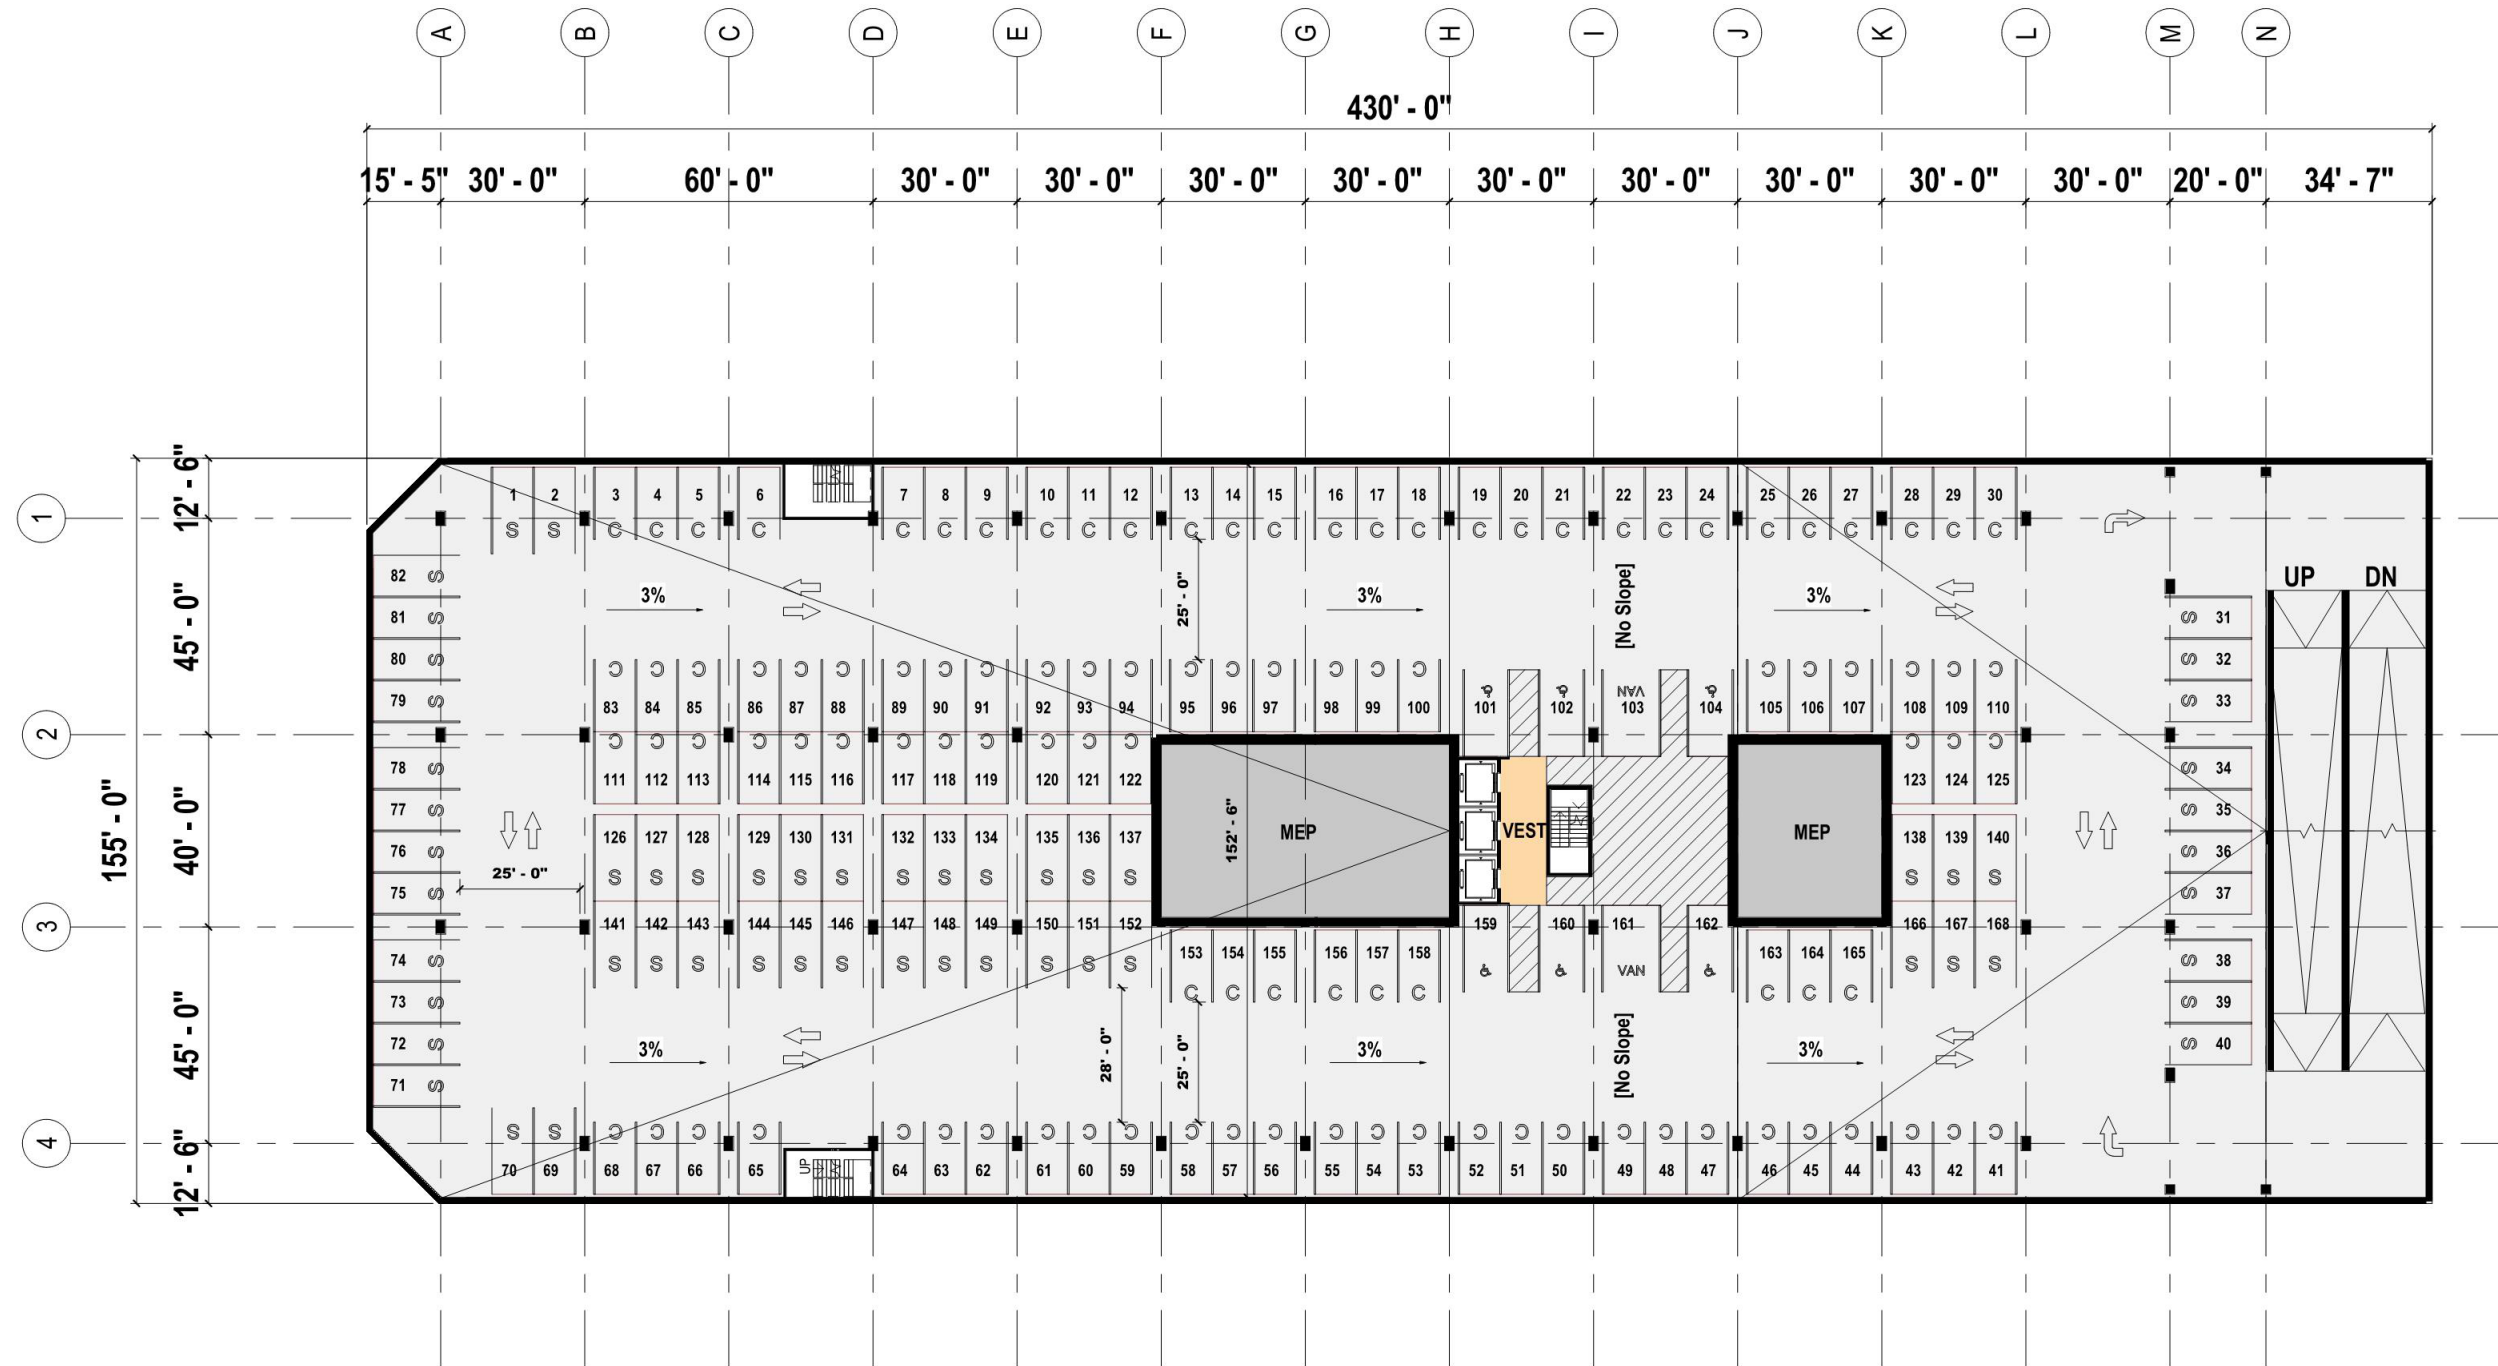 A B C D E F G H I J K L M N
430' - 0"
15' - 5" 30' - 0" 60' - 0" 30' - 0" 30' - 0" 30' - 0" 30' - 0" 30' - 0" 30' - 0" 30' - 0" 30' - 0" 30' - 0" 20' - 0" 34' - 7"
155' - 0"
12' - 6"
45' - 0"
40' - 0"
45' - 0"
12' - 6"
1
2
3
4
1 2 3 4 5 6 7 8 9 10 11 12 13 14 15 16 17 18 19 20 21 22 23 24 25 26 27 28 29 30
S S C C C C C C C C C C C C C C C C C C C C C C C C C C C C
82 S
81 S
80 S
79 S
78 S
77 S
76 S
75 S
74 S
73 S
72 S
71 S
3% 25' - 0" 3% [No Slope] 3%
UP DN
S 31
S 32
S 33
S 34
S 35
S 36
S 37
S 38
S 39
S 40
C C C C C C C C C C C C C C C C C C VAN C C C C C C
83 84 85 86 87 88 89 90 91 92 93 94 95 96 97 98 99 100 101 102 103 104 105 106 107 108 109 110
C C C C C C C C C C C C C C C
111 112 113 114 115 116 117 118 119 120 121 122 123 124 125
MEP 152' - 6" VEST MEP
126 127 128 129 130 131 132 133 134 135 136 137 138 139 140
S S S S S S S S S S S S S S S
25' - 0"
141 142 143 144 145 146 147 148 149 150 151 152 159 160 161 162 166 167 168
153 154 155 156 157 158 163 164 165
S S S S S S S S S S S S VAN S S S
C C C C C C C C C
3% 28' - 0" 25' - 0" 3% [No Slope] 3%
S S C C C C C C C C C C C C C C C C C C C C C C C C C C C C
UP
70 69 68 67 66 65 64 63 62 61 60 59 58 57 56 55 54 53 52 51 50 49 48 47 46 45 44 43 42 41